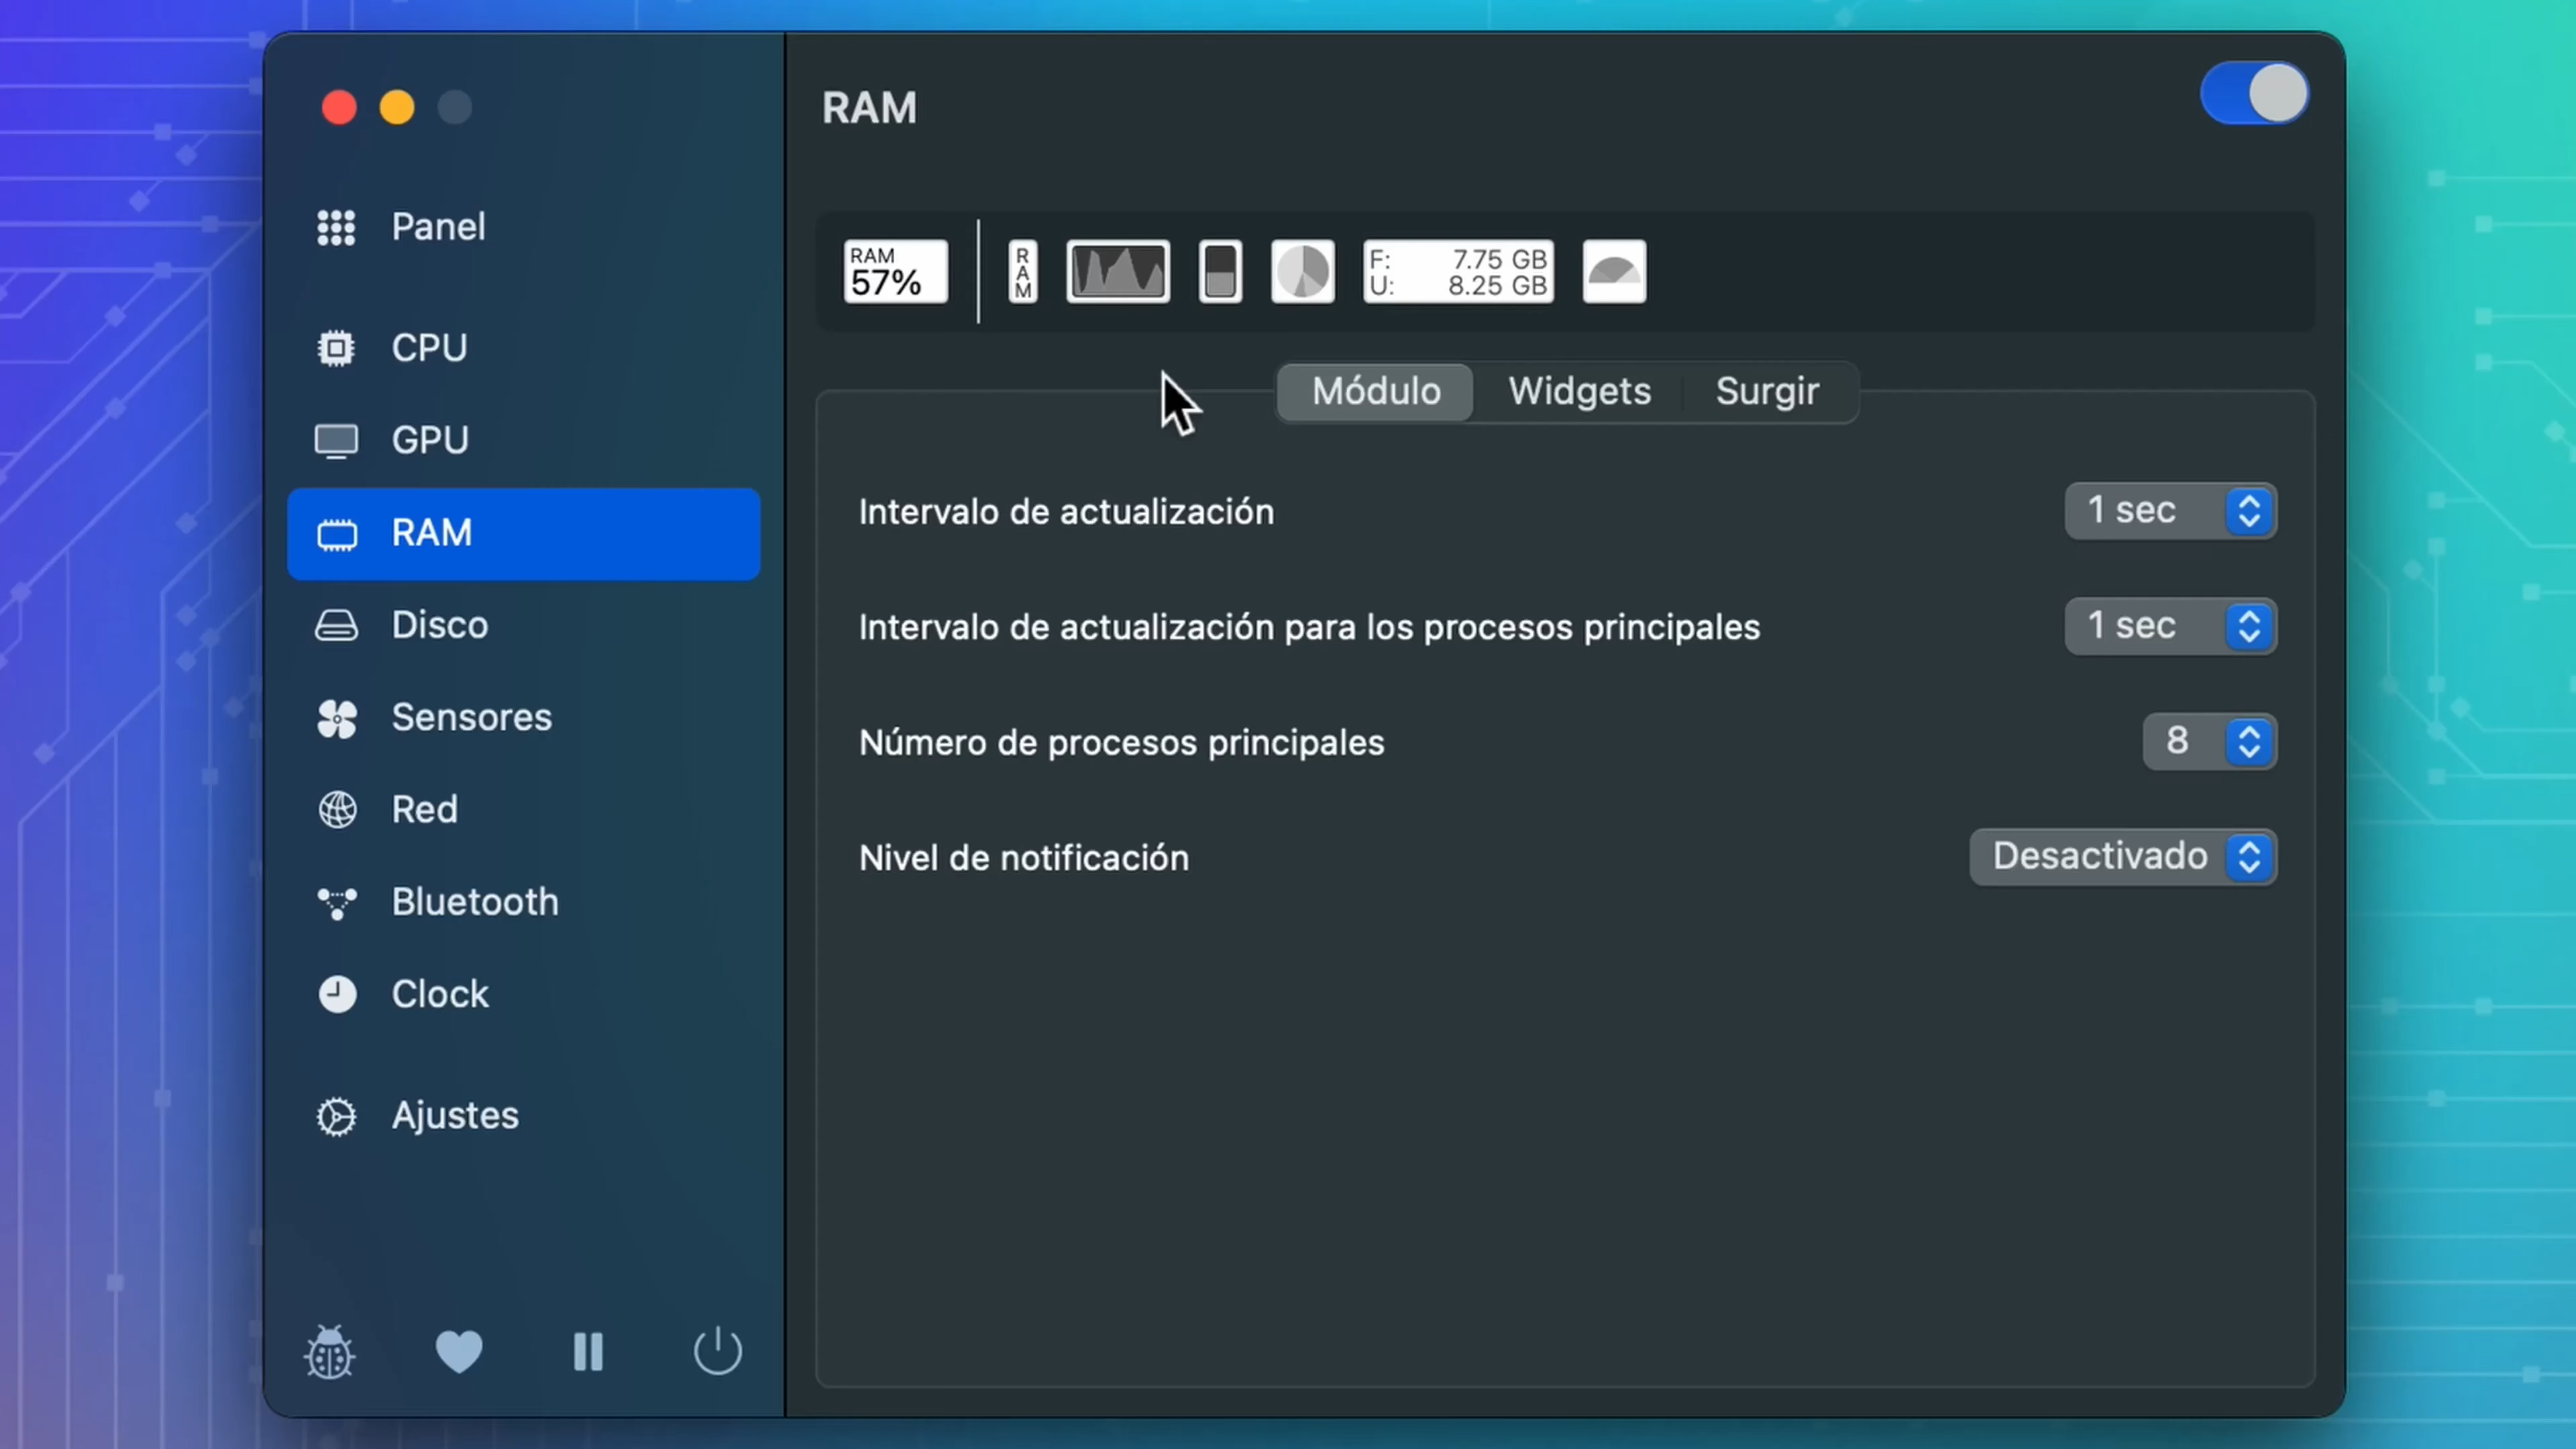 Panel
CPU
GPU
RAM
Disco
Sensores
Red
Bluetooth
Clock
Ajustes
RAM
RAM
57%
RAM
F: 7.75 GB
U: 8.25 GB
Módulo Widgets Surgir
Intervalo de actualización 1 sec
Intervalo de actualización para los procesos principales 1 sec
Número de procesos principales 8
Nivel de notificación Desactivado